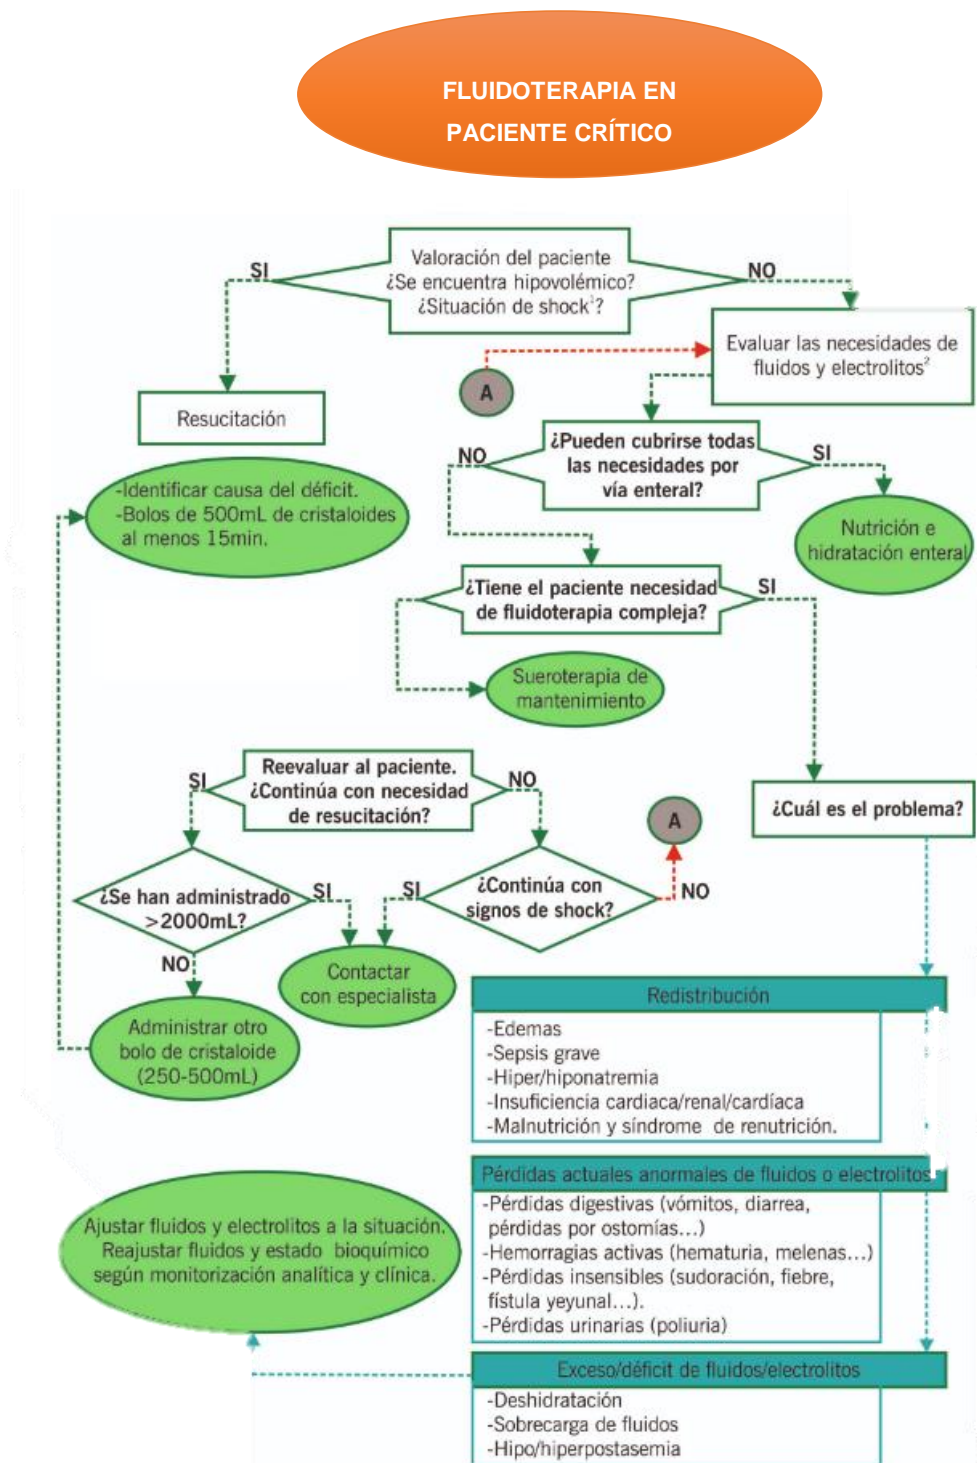 FLUIDOTERAPIA EN
PACIENTE CRÍTICO
Valoración del paciente
¿Se encuentra hipovolémico?
¿Situación de shock¹?
SI
NO
Evaluar las necesidades de
fluidos y electrolitos²
A
Resucitación
-Identificar causa del déficit.
-Bolos de 500mL de cristaloides
al menos 15min.
¿Pueden cubrirse todas
las necesidades por
vía enteral?
NO
SI
Nutrición e
hidratación enteral
¿Tiene el paciente necesidad
de fluidoterapia compleja?
SI
Sueroterapia de
mantenimiento
Reevaluar al paciente.
¿Continúa con necesidad
de resucitación?
SI
NO
¿Cuál es el problema?
A
¿Se han administrado
>2000mL?
SI
SI
¿Continúa con
signos de shock?
NO
NO
Contactar
con especialista
Administrar otro
bolo de cristaloide
(250-500mL)
Redistribución
-Edemas
-Sepsis grave
-Hiper/hiponatremia
-Insuficiencia cardiaca/renal/cardíaca
-Malnutrición y síndrome de renutrición.
Pérdidas actuales anormales de fluidos o electrolitos
-Pérdidas digestivas (vómitos, diarrea,
pérdidas por ostomías...)
-Hemorragias activas (hematuria, melenas...)
-Pérdidas insensibles (sudoración, fiebre,
fístula yeyunal...).
-Pérdidas urinarias (poliuria)
Ajustar fluidos y electrolitos a la situación.
Reajustar fluidos y estado bioquímico
según monitorización analítica y clínica.
Exceso/déficit de fluidos/electrolitos
-Deshidratación
-Sobrecarga de fluidos
-Hipo/hiperpostasemia